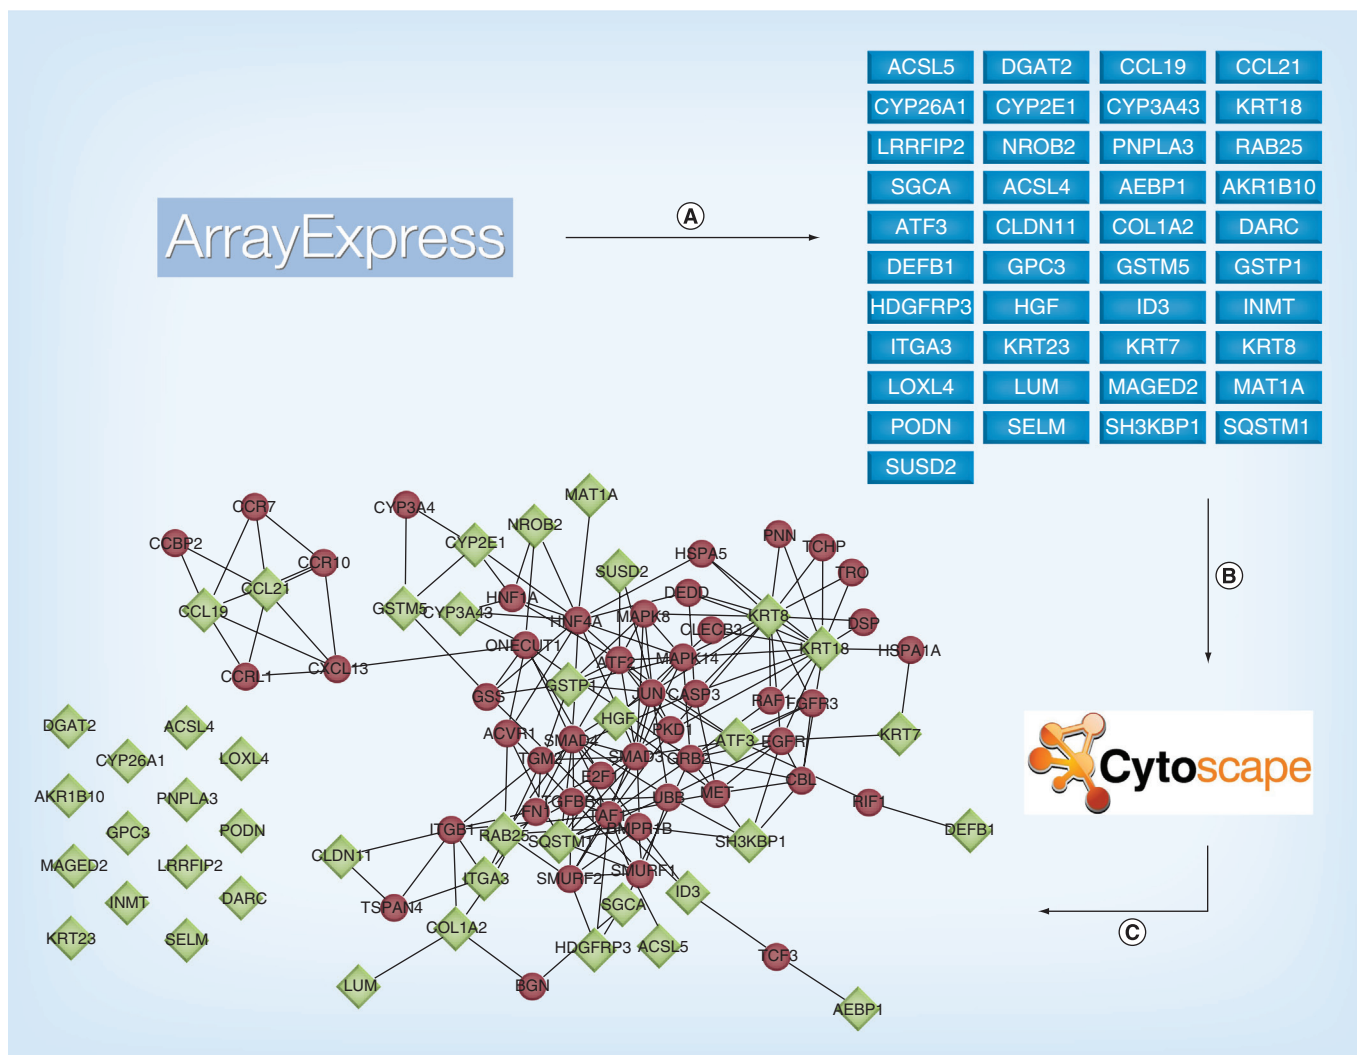 ACSL5 DGAT2 CCL19 CCL21
CYP26A1 CYP2E1 CYP3A43 KRT18
LRRFIP2 NROB2 PNPLA3 RAB25
SGCA ACSL4 AEBP1 AKR1B10
ArrayExpress
A
ATF3 CLDN11 COL1A2 DARC
DEFB1 GPC3 GSTM5 GSTP1
HDGFRP3 HGF ID3 INMT
ITGA3 KRT23 KRT7 KRT8
LOXL4 LUM MAGED2 MAT1A
PODN SELM SH3KBP1 SQSTM1
SUSD2
MAT1A
CCR7
CYP3A4
NROB2
PNN
CCBP2
CYP2E1
TCHP
HSPA5
CCR10
SUSD2
TRO
B
CCL21
DEDD
HNF1A
CCL19
GSTM5
CYP3A43
HNF4A
MAPK8
KRT8
DSP
CLECB3
ONECUT1
KRT18
HSPA1A
ATF2
MAPK14
CCRL1
CXCL13
GSTP1
GSS
JUN
CASP3
RAF1
FGFR3
HGF
DGAT2
ACSL4
ACVR1
SMAD4
PKD1
ATF3
EGFR
KRT7
CYP26A1
LOXL4
TGM2
SMAD3
GRB2
Cytoscape
E2F1
CBL
AKR1B10
PNPLA3
TGFBR1
UBB
MET
RIF1
FN1
TAF1
GPC3
PODN
ITGB1
RAB25
SQSTM1
BMPR1B
SH3KBP1
DEFB1
CLDN11
MAGED2
LRRFIP2
ITGA3
SMURF2
SMURF1
ID3
INMT
DARC
TSPAN4
SGCA
COL1A2
C
KRT23
SELM
HDGFRP3
ACSL5
TCF3
LUM
BGN
AEBP1